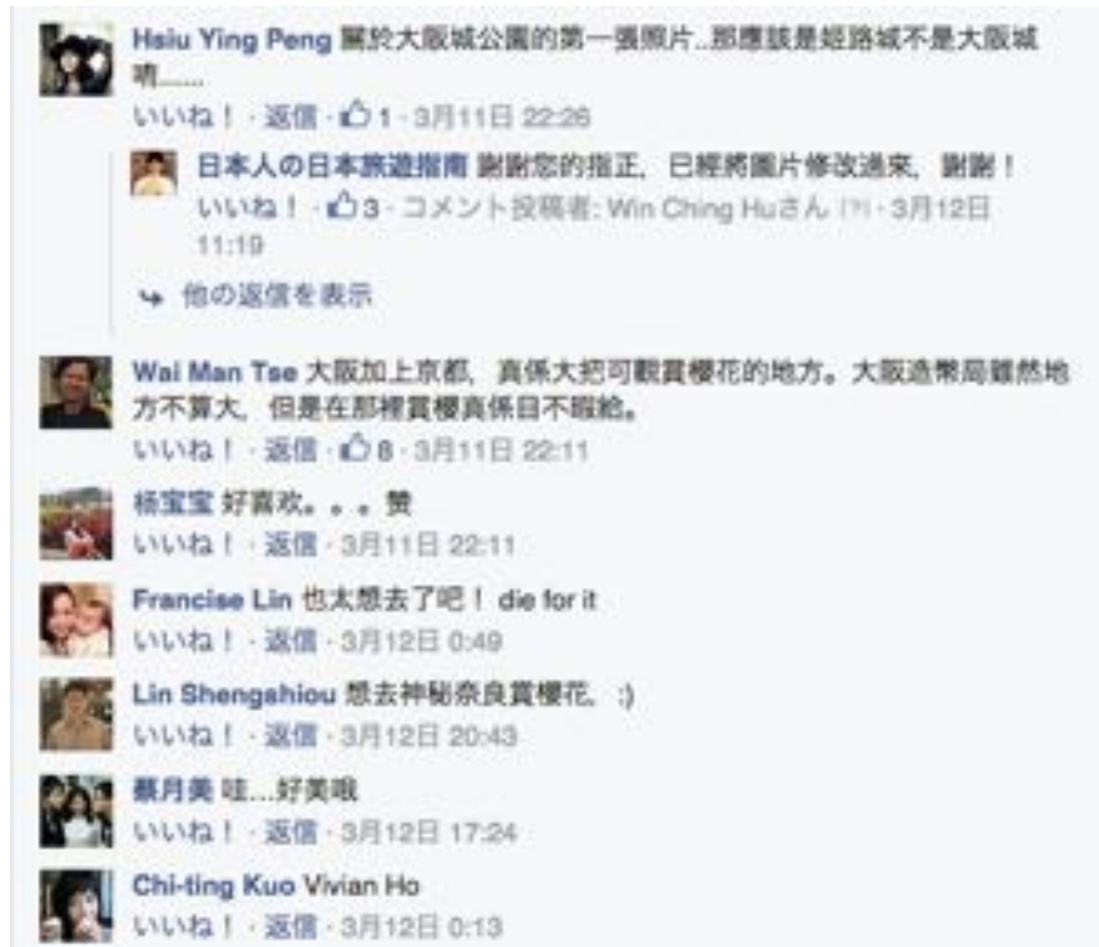 Hsiu Ying Peng 關於大阪城公園的第一張照片..那應該是姬路城不是大阪城
唷......
いいね！ · 返信 · 1 · 3月11日 22:26
日本人の日本旅遊指南 謝謝您的指正，已經將圖片修改過來，謝謝！
いいね！ · 3 · コメント投稿者: Win Ching Huさん [?] · 3月12日
11:19
他の返信を表示
Wai Man Tse 大阪加上京都，真係大把可觀賞櫻花的地方。大阪造幣局雖然地
方不算大，但是在那裡賞櫻真係目不暇給。
いいね！ · 返信 · 8 · 3月11日 22:11
杨宝宝 好喜欢。。。赞
いいね！ · 返信 · 3月11日 22:11
Francise Lin 也太想去了吧！ die for it
いいね！ · 返信 · 3月12日 0:49
Lin Shengshiou 想去神秘奈良賞櫻花，:)
いいね！ · 返信 · 3月12日 20:43
蔡月美 哇...好美哦
いいね！ · 返信 · 3月12日 17:24
Chi-ting Kuo Vivian Ho
いいね！ · 返信 · 3月12日 0:13